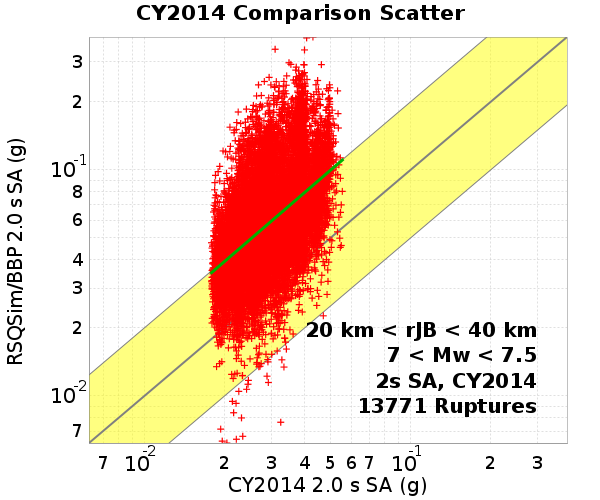 CY2014 Comparison Scatter
RSQSim/BBP 2.0 s SA (g)
3
2
10-1
8
6
4
3
2
10-2
7
20 km < rJB < 40 km
7 < Mw < 7.5
2s SA, CY2014
13771 Ruptures
7 10-2 2 3 4 5 6 7 10-1 2 3
CY2014 2.0 s SA (g)